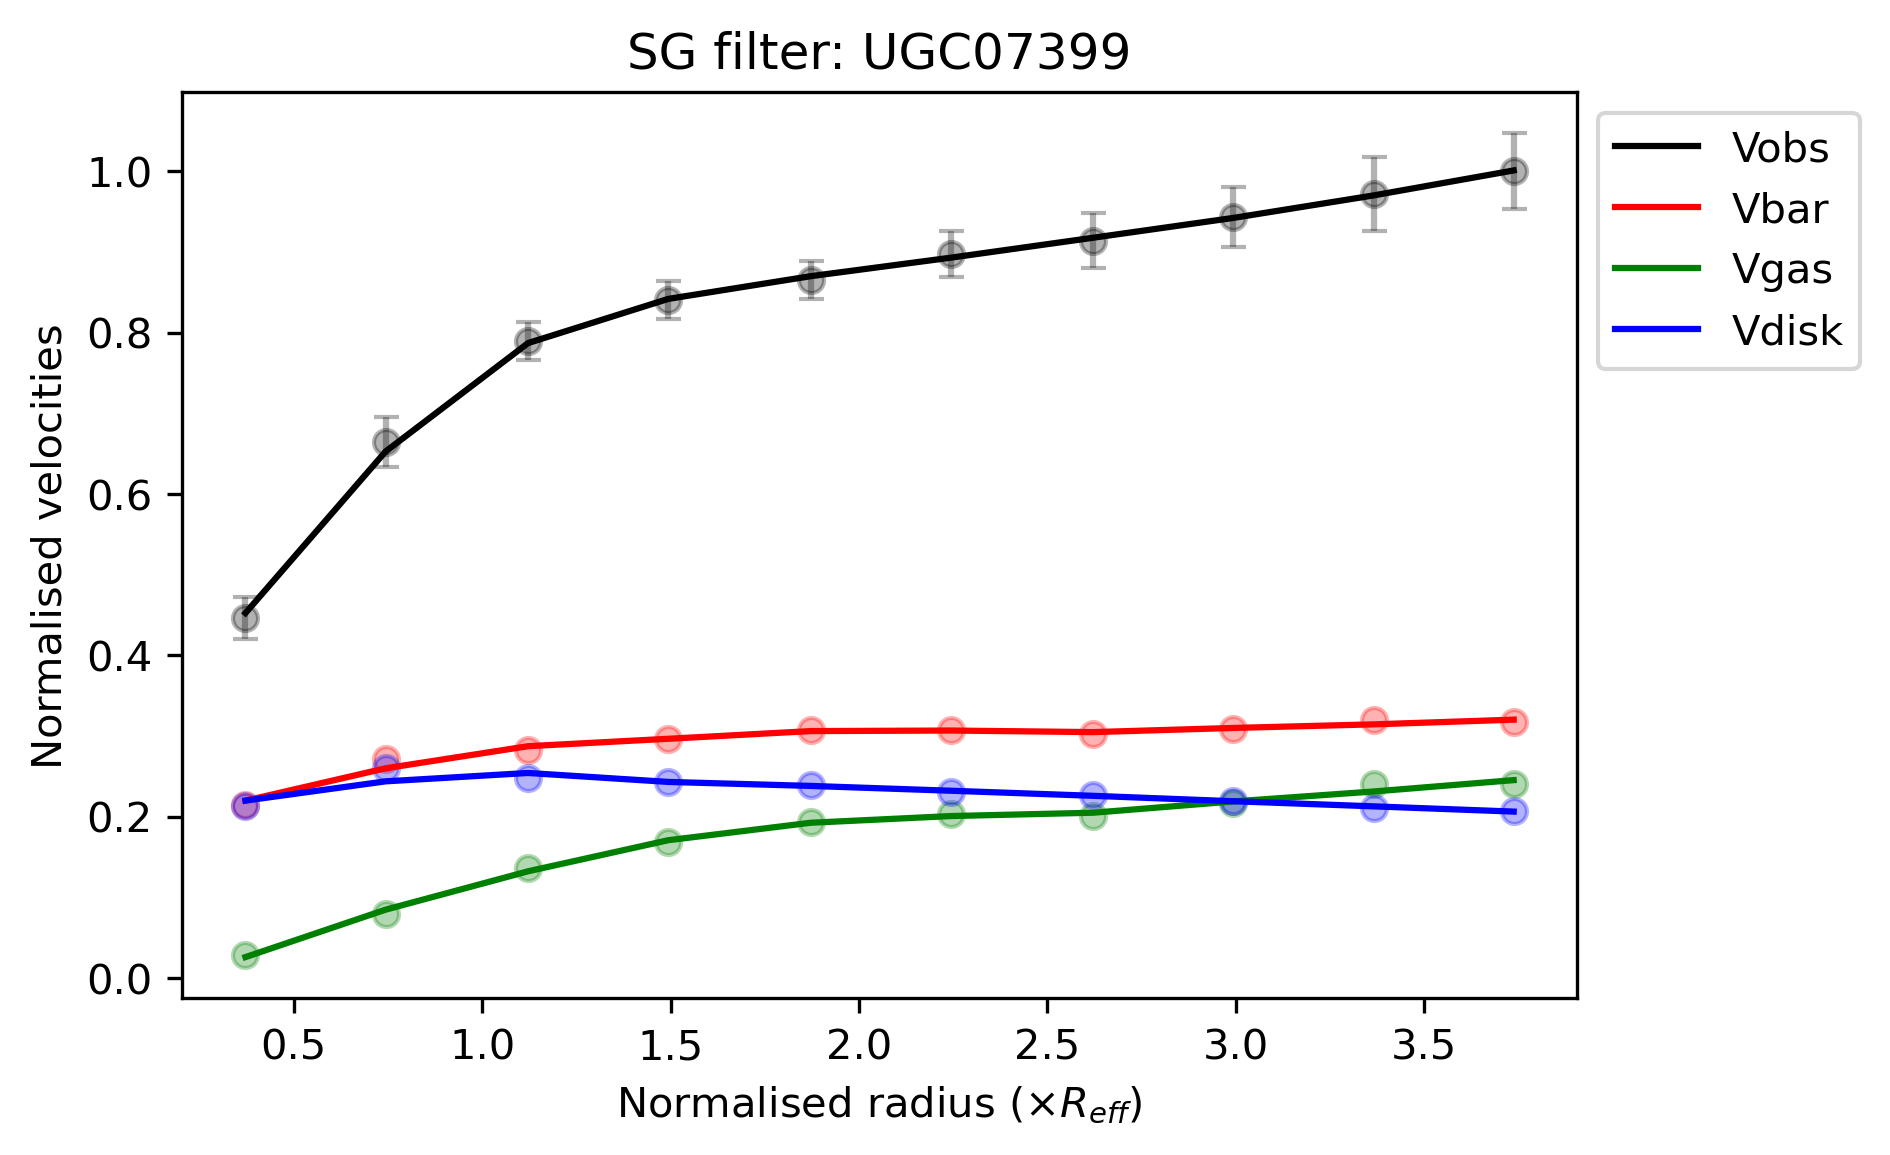 SG filter: UGC07399
Normalised velocities
1.0
0.8
0.6
0.4
0.2
0.0
0.5 1.0 1.5 2.0 2.5 3.0 3.5
Normalised radius (×R_eff)
Vobs
Vbar
Vgas
Vdisk